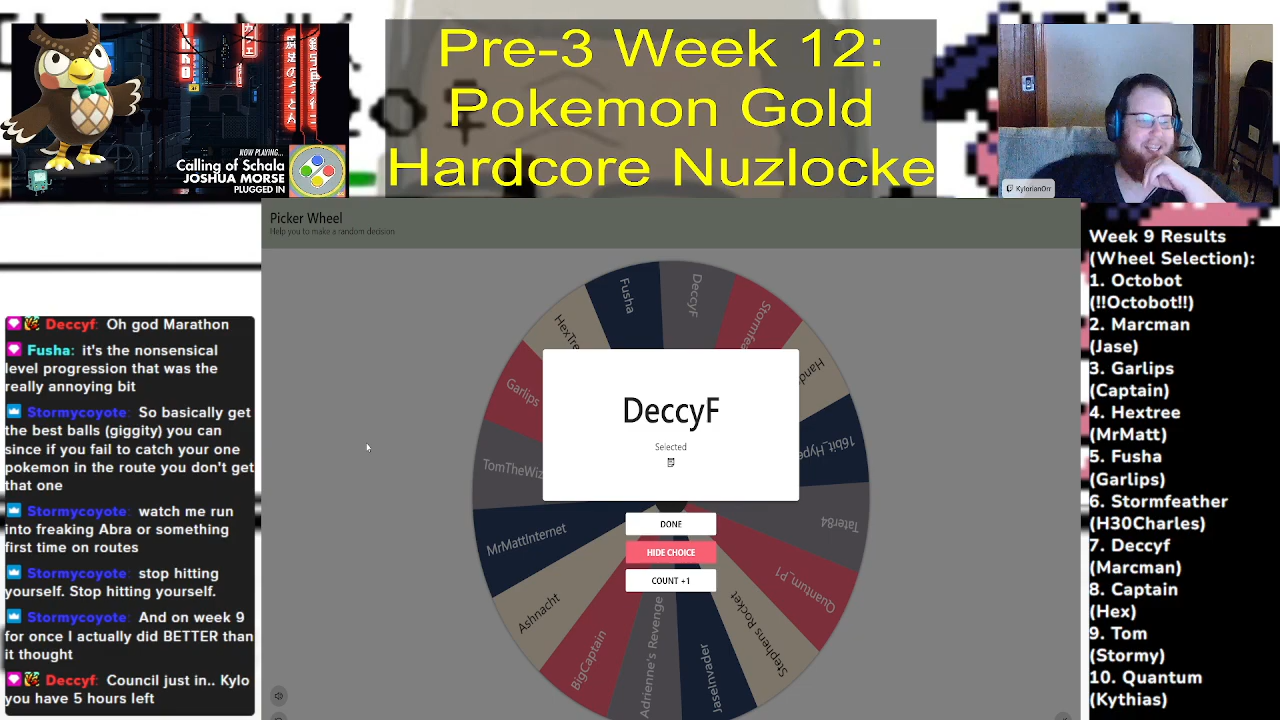 NOW PLAYING...
Calling of Schola
JOSHUA MORSE
PLUGGED IN
Pre-3 Week 12:
Pokemon Gold
Hardcore Nuzlocke
KylorianOrr
Picker Wheel
Help you to make a random decision
Deccyf: Oh god Marathon
Fusha: it's the nonsensical
level progression that was the
really annoying bit
Stormycoyote: So basically get
the best balls (giggity) you can
since if you fail to catch your one
pokemon in the route you don't get
that one
Stormycoyote: watch me run
into freaking Abra or something
first time on routes
Stormycoyote: stop hitting
yourself. Stop hitting yourself.
Stormycoyote: And on week 9
for once I actually did BETTER than
it thought
Deccyf: Council just in.. Kylo
you have 5 hours left
Fusha
DeccyF
Garlips
MrMattInternet
Ashnacht
BigCaptain
Adrienne's Revenge
JaseInvader
Stephens Rocket
Quantum_P1
Tater84
DeccyF
Selected
DONE
HIDE CHOICE
COUNT +1
Week 9 Results
(Wheel Selection):
1. Octobot
(!!Octobot!!)
2. Marcman
(Jase)
3. Garlips
(Captain)
4. Hextree
(MrMatt)
5. Fusha
(Garlips)
6. Stormfeather
(H30Charles)
7. Deccyf
(Marcman)
8. Captain
(Hex)
9. Tom
(Stormy)
10. Quantum
(Kythias)